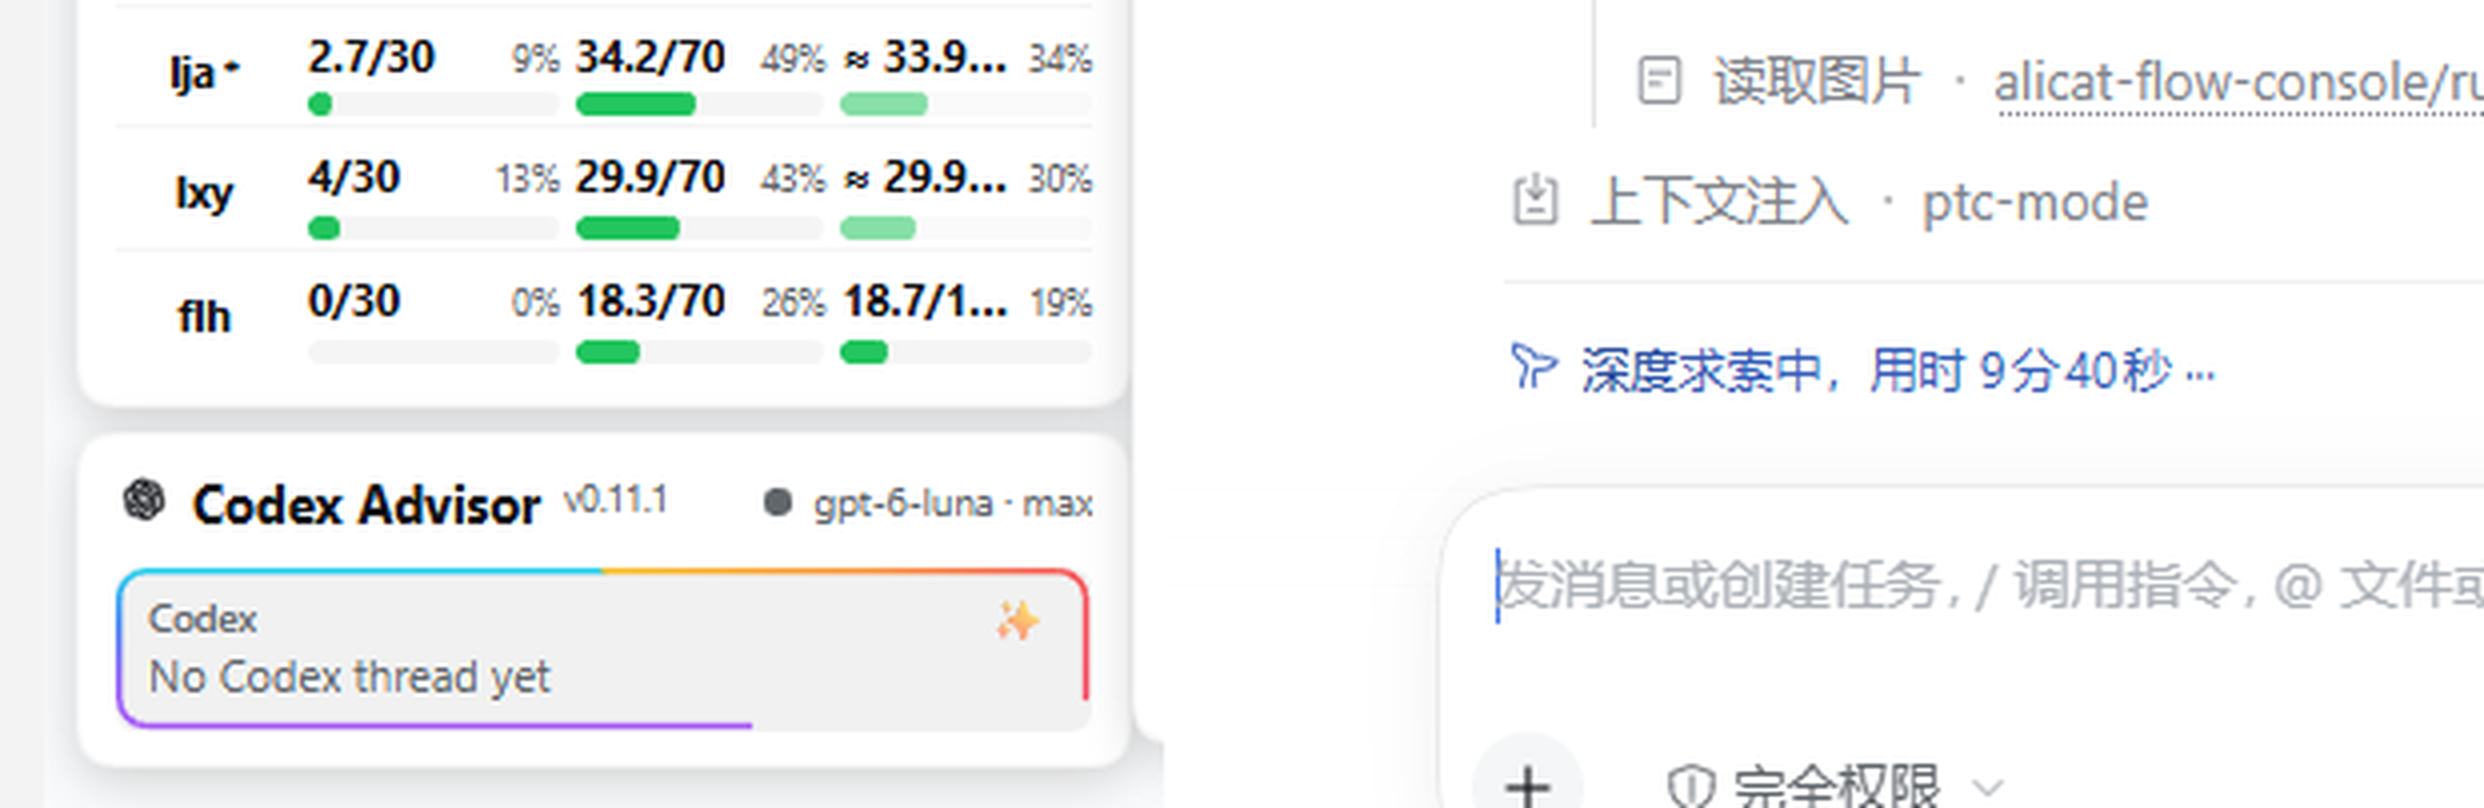 lja*
2.7/30 9% 34.2/70 49% ≈ 33.9... 34%
lxy
4/30 13% 29.9/70 43% ≈ 29.9... 30%
flh
0/30 0% 18.3/70 26% 18.7/1... 19%
Codex Advisor v0.11.1 gpt-6-luna · max
Codex
No Codex thread yet
读取图片 · alicat-flow-console/ru
上下文注入 · ptc-mode
深度求索中，用时 9分40秒 ···
发消息或创建任务, / 调用指令, @ 文件或
完全权限